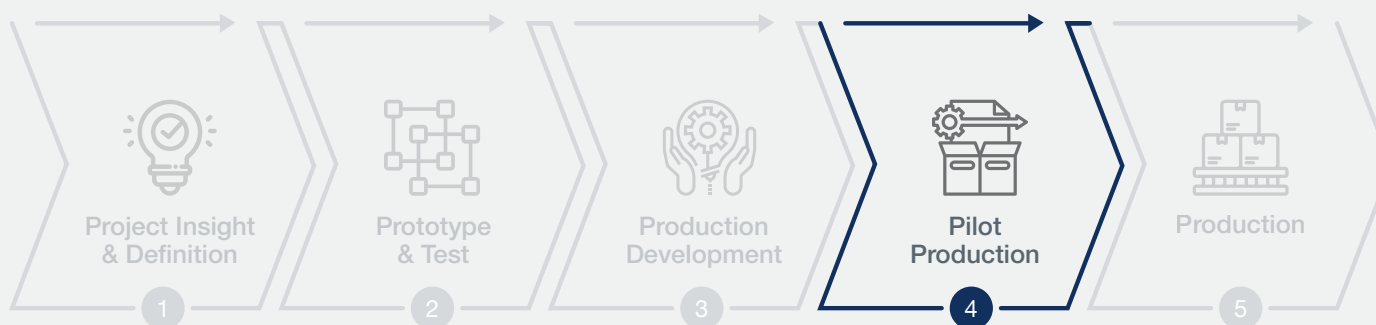 Project Insight
& Definition
1
Prototype
& Test
2
Production
Development
3
Pilot
Production
4
Production
5